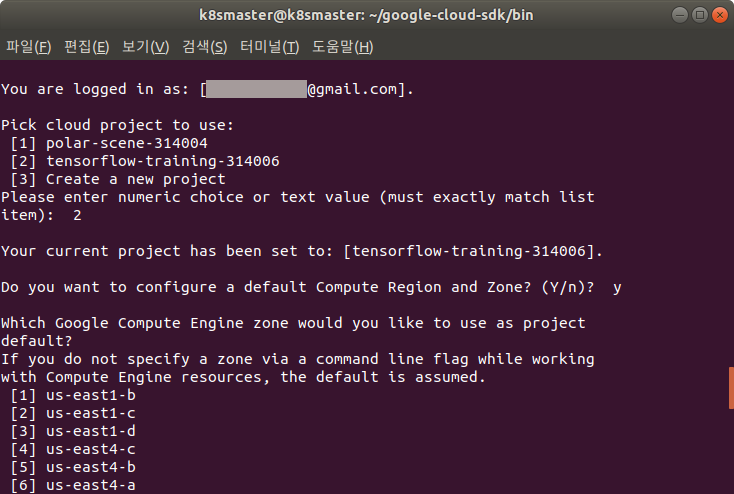 k8smaster@k8smaster: ~/google-cloud-sdk/bin
파일(F) 편집(E) 보기(V) 검색(S) 터미널(T) 도움말(H)
You are logged in as: [ @gmail.com].
Pick cloud project to use:
[1] polar-scene-314004
[2] tensorflow-training-314006
[3] Create a new project
Please enter numeric choice or text value (must exactly match list
item): 2
Your current project has been set to: [tensorflow-training-314006].
Do you want to configure a default Compute Region and Zone? (Y/n)? y
Which Google Compute Engine zone would you like to use as project
default?
If you do not specify a zone via a command line flag while working
with Compute Engine resources, the default is assumed.
[1] us-east1-b
[2] us-east1-c
[3] us-east1-d
[4] us-east4-c
[5] us-east4-b
[6] us-east4-a